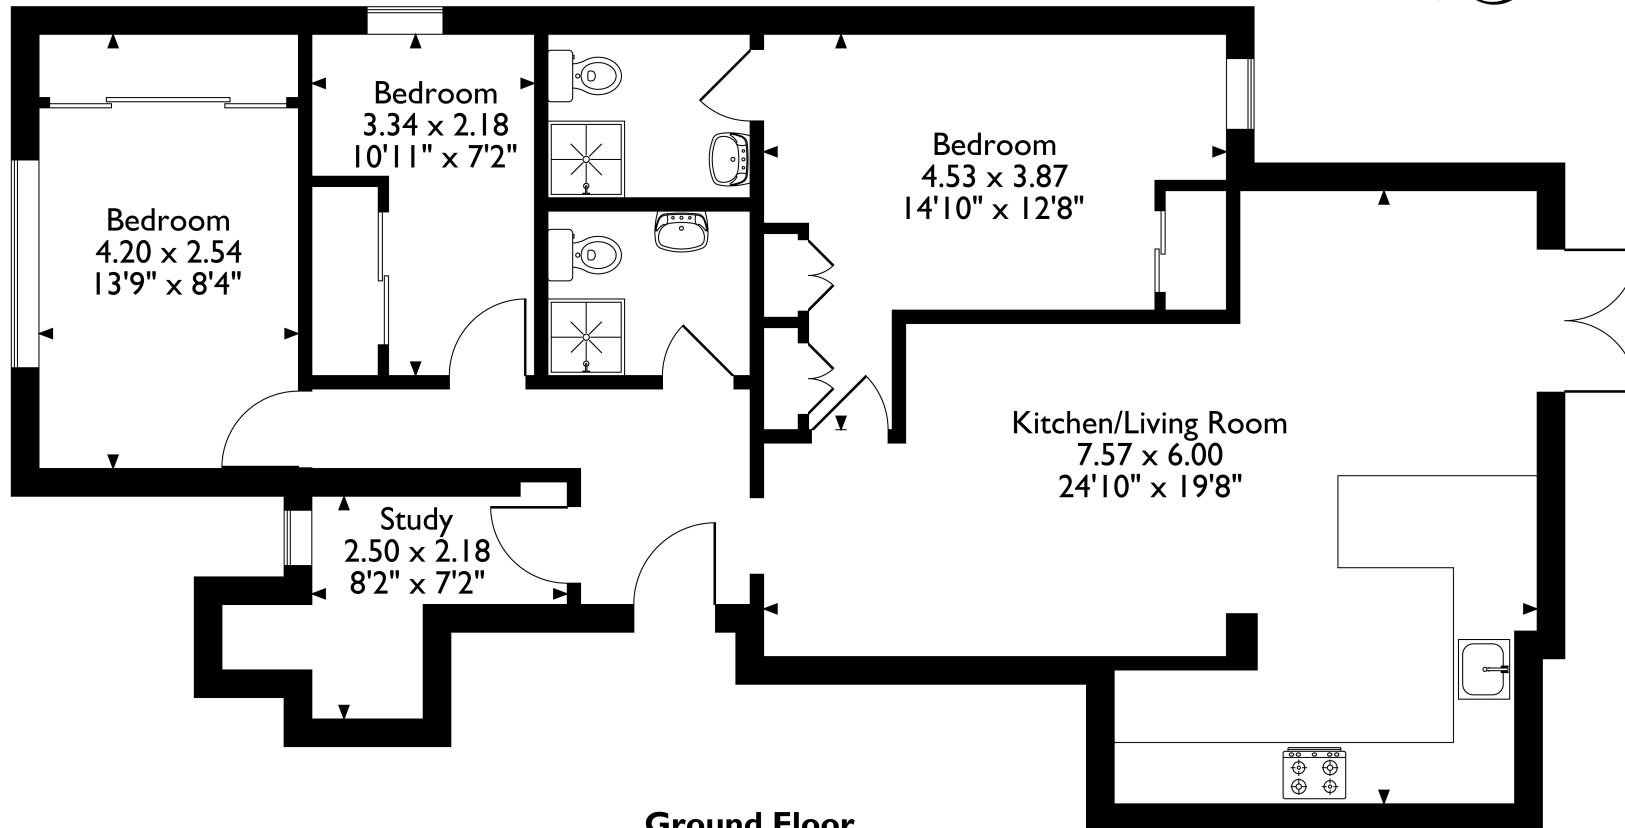 Bedroom
3.34 x 2.18
10'11" x 7'2"
Bedroom
4.53 x 3.87
14'10" x 12'8"
Bedroom
4.20 x 2.54
13'9" x 8'4"
Kitchen/Living Room
7.57 x 6.00
24'10" x 19'8"
Study
2.50 x 2.18
8'2" x 7'2"
Ground Floor